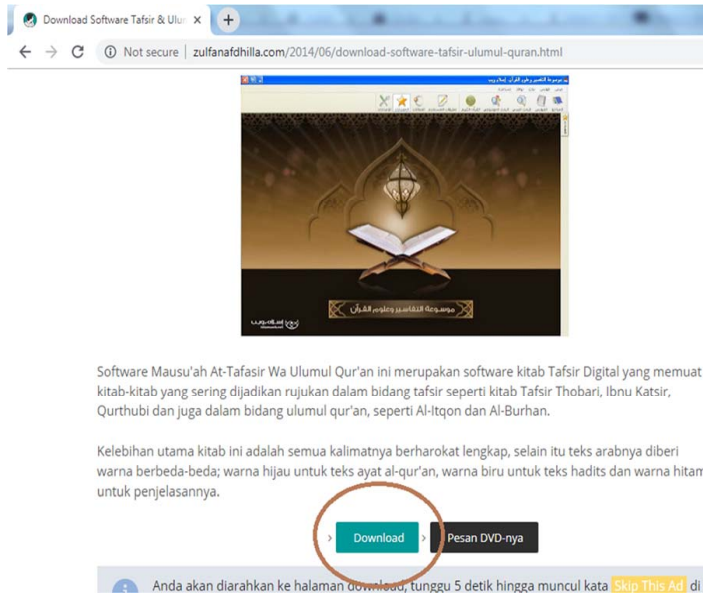 Download Software Tafsir & Ulur
Not secure | zulfanafdhilla.com/2014/06/download-software-tafsir-ulumul-quran.html
موسوعة التفاسير وعلوم القرآن
Software Mausu'ah At-Tafasir Wa Ulumul Qur'an ini merupakan software kitab Tafsir Digital yang memuat
kitab-kitab yang sering dijadikan rujukan dalam bidang tafsir seperti kitab Tafsir Thobari, Ibnu Katsir,
Qurthubi dan juga dalam bidang ulumul qur'an, seperti Al-Itqon dan Al-Burhan.
Kelebihan utama kitab ini adalah semua kalimatnya berharokat lengkap, selain itu teks arabnya diberi
warna berbeda-beda; warna hijau untuk teks ayat al-qur'an, warna biru untuk teks hadits dan warna hitam
untuk penjelasannya.
› Download › Pesan DVD-nya
Anda akan diarahkan ke halaman download, tunggu 5 detik hingga muncul kata Skip This Ad di